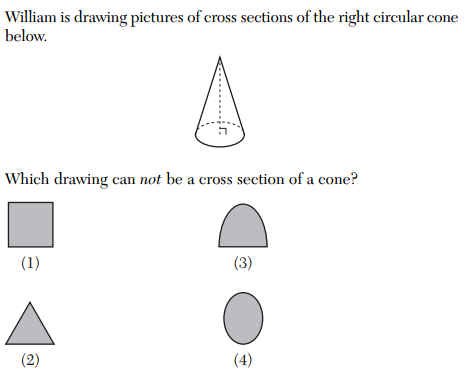 William is drawing pictures of cross sections of the right circular cone
below.
Which drawing can not be a cross section of a cone?
(1)
(3)
(2)
(4)